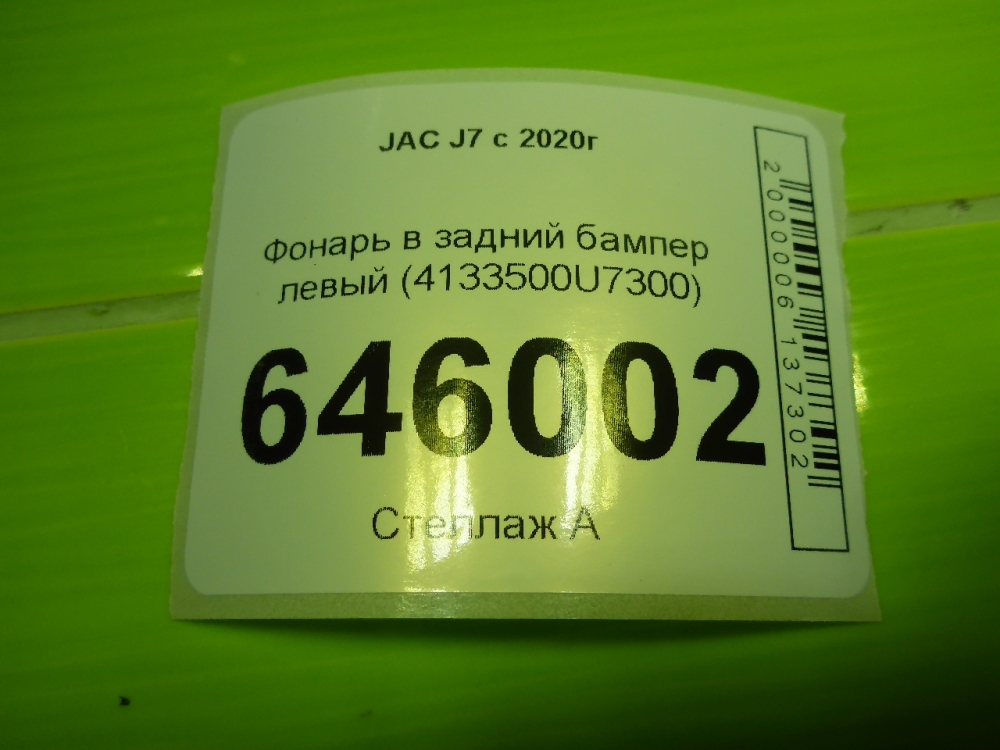 JAC J7 с 2020г
Фонарь в задний бампер
левый (4133500U7300)
646002
Стеллаж А
2000006137302